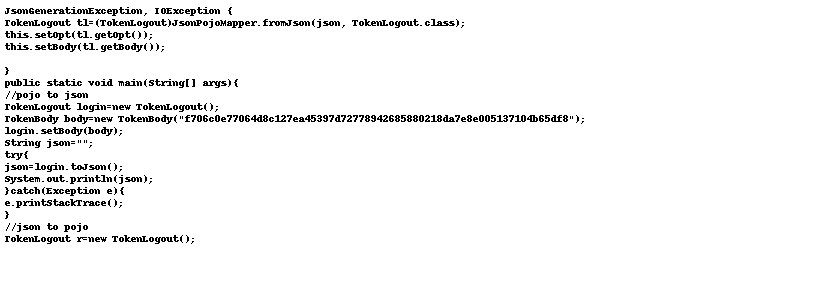 JsonGenerationException, IOException {
TokenLogout tl=(TokenLogout)JsonPojoMapper.fromJson(json, TokenLogout.class);
this.setOpt(tl.getOpt());
this.setBody(tl.getBody());
}
public static void main(String[] args){
//pojo to json
TokenLogout login=new TokenLogout();
TokenBody body=new TokenBody("f706c0e77064d8c127ea45397d72778942685880218da7e8e005137104b65df8");
login.setBody(body);
String json="";
try{
json=login.toJson();
System.out.println(json);
}catch(Exception e){
e.printStackTrace();
}
//json to pojo
TokenLogout r=new TokenLogout();